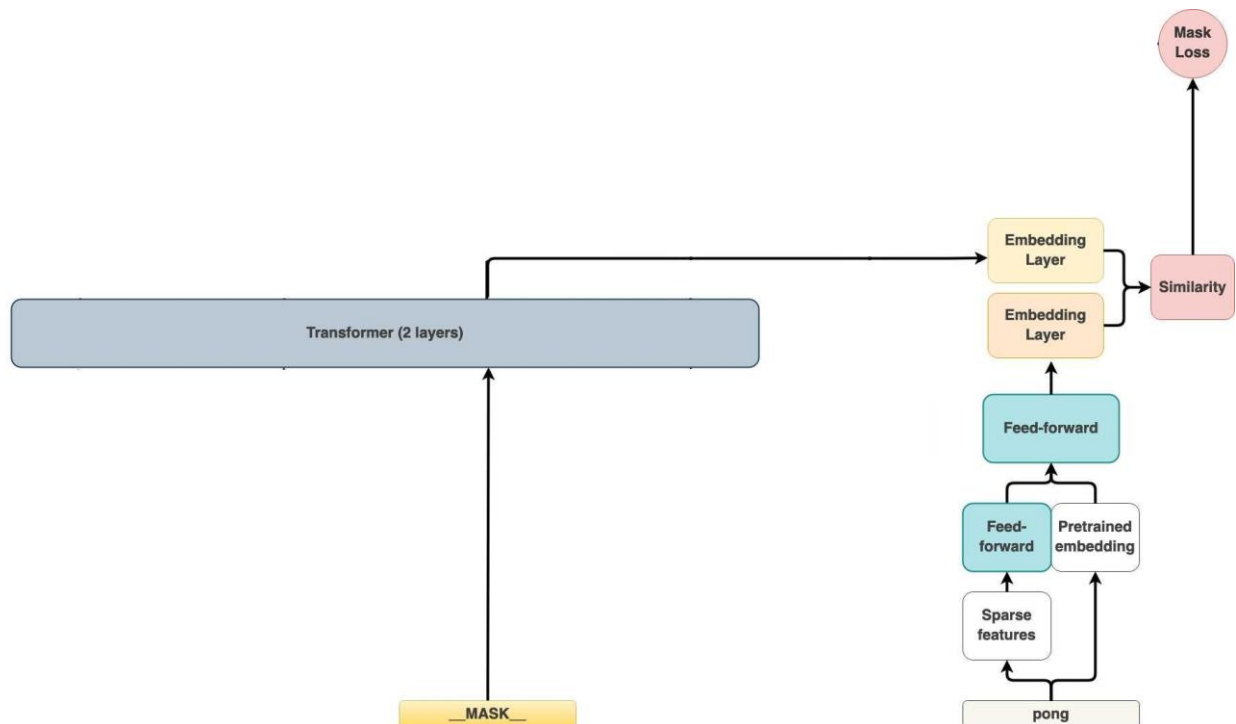 Mask
Loss
Embedding
Layer
Similarity
Embedding
Layer
Transformer (2 layers)
Feed-forward
Feed-
forward
Pretrained
embedding
Sparse
features
__MASK__
pong